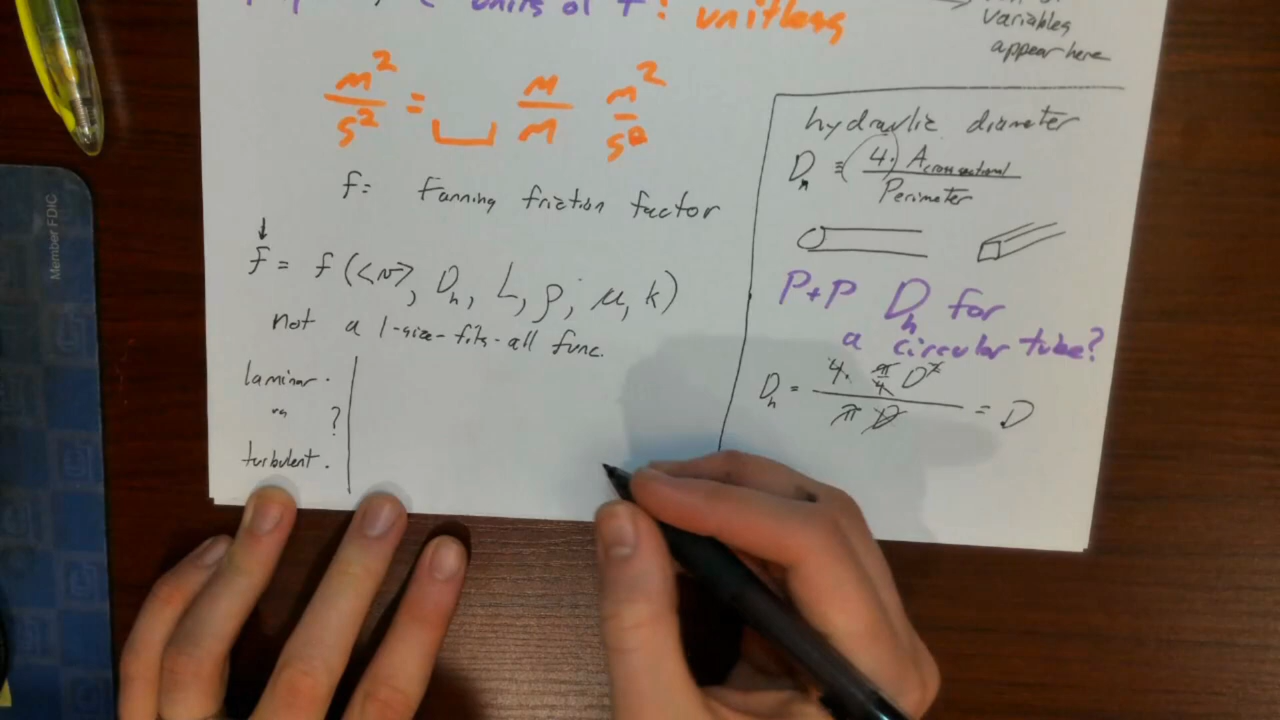 units of f? unitless
variables
appear here
m²/s² = ⎵ m/m m²/s²
f = Fanning friction factor
f = f(<v>, Dh, L, ρ, μ, k)
not a 1-size-fits-all func.
laminar.
vs ?
turbulent.
hydraulic diameter
Dh ≡ (4.) Across sectional / Perimeter
P+P Dh for
a circular tube?
Dh = 4. π/4 D² / π D = D
Member FDIC